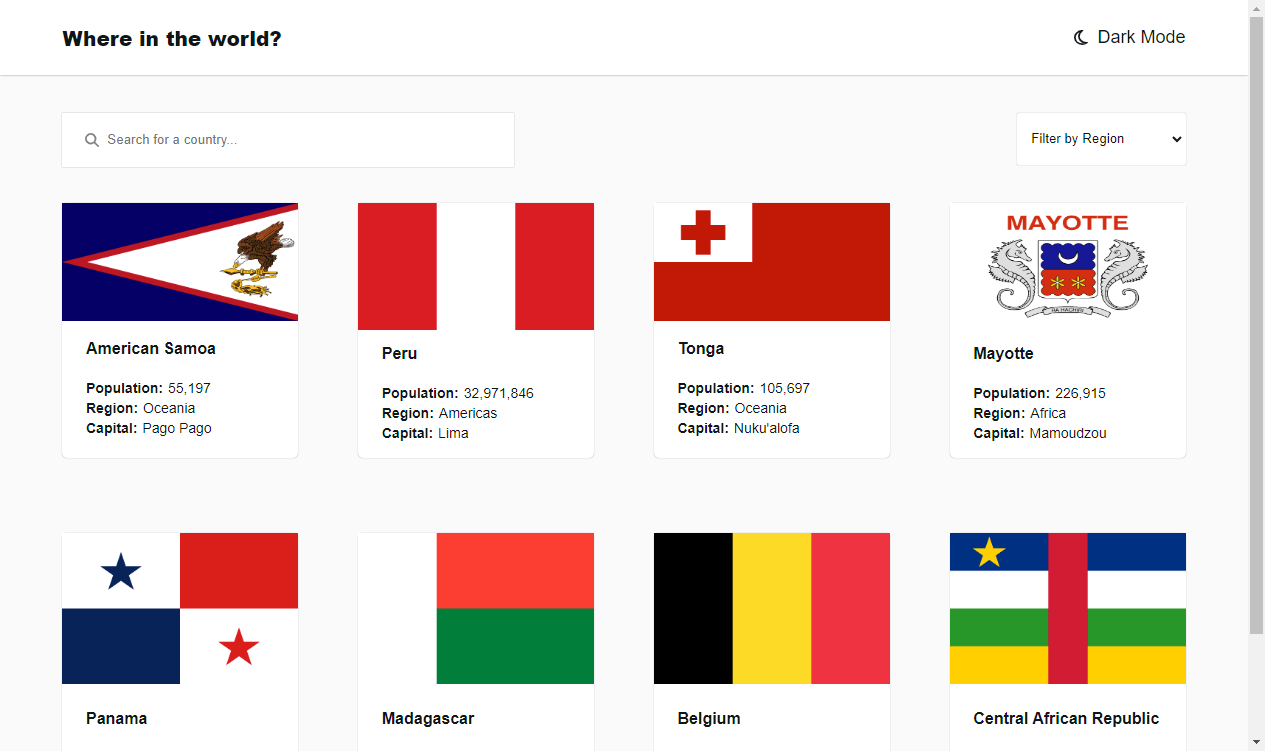 Where in the world?
Dark Mode
Search for a country...
Filter by Region
MAYOTTE
RA HACHIRI
American Samoa
Population: 55,197
Region: Oceania
Capital: Pago Pago
Peru
Population: 32,971,846
Region: Americas
Capital: Lima
Tonga
Population: 105,697
Region: Oceania
Capital: Nuku'alofa
Mayotte
Population: 226,915
Region: Africa
Capital: Mamoudzou
Panama
Madagascar
Belgium
Central African Republic